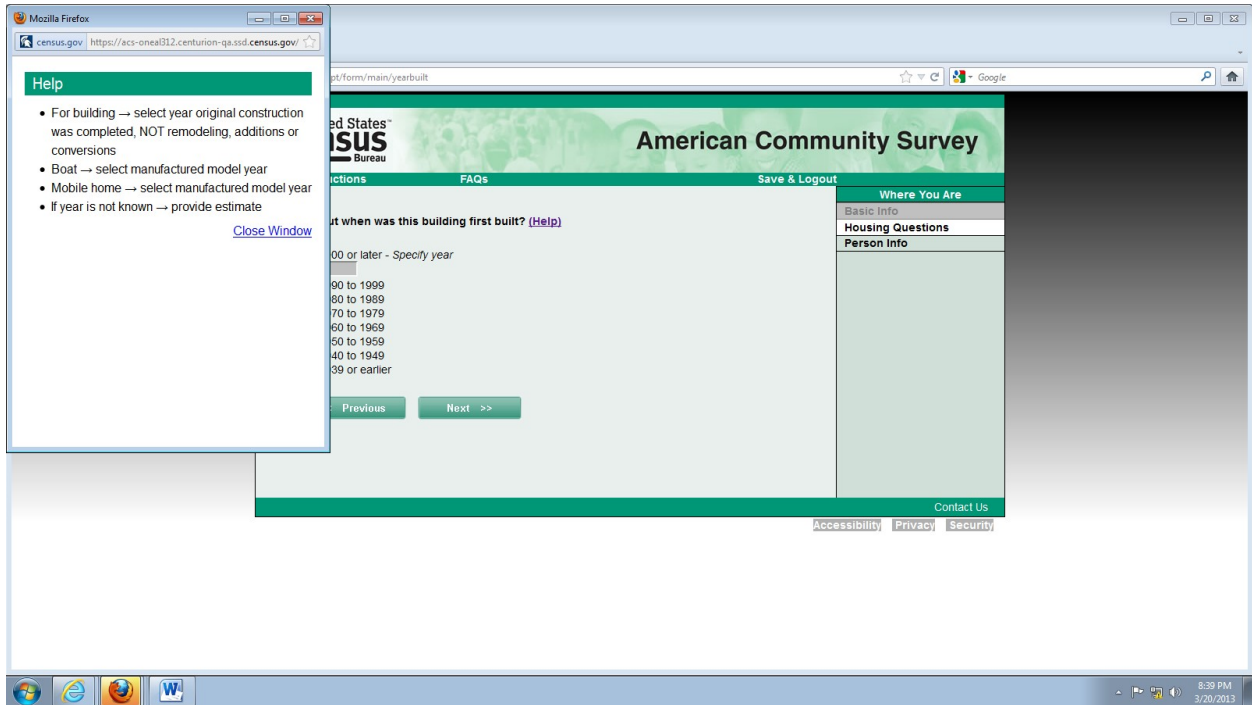 Mozilla Firefox
census.gov https://acs-oneal312.centurion-qa.ssd.census.gov/
Help
• For building → select year original construction
was completed, NOT remodeling, additions or
conversions
• Boat → select manufactured model year
• Mobile home → select manufactured model year
• If year is not known → provide estimate
Close Window
pt/form/main/yearbuilt
Google
ed States™
nsus
Bureau
American Community Survey
ctions
FAQs
Save & Logout
Where You Are
Basic Info
Housing Questions
Person Info
ut when was this building first built? (Help)
00 or later - Specify year
90 to 1999
80 to 1989
70 to 1979
60 to 1969
50 to 1959
40 to 1949
39 or earlier
Previous
Next >>
Contact Us
Accessibility Privacy Security
8:39 PM
3/20/2013